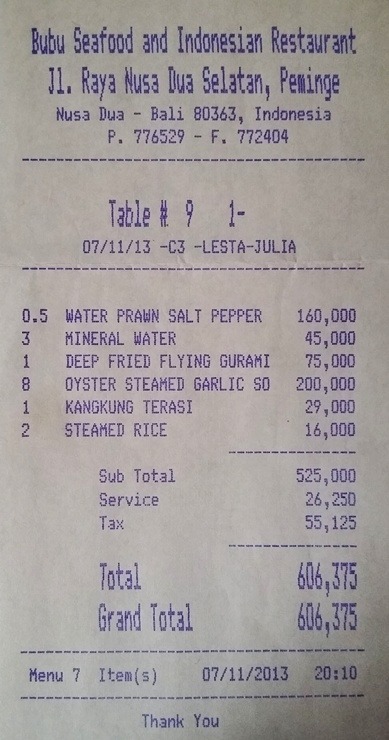 Bubu Seafood and Indonesian Restaurant
Jl. Raya Nusa Dua Selatan, Peminge
Nusa Dua - Bali 80363, Indonesia
P. 776529 - F. 772404
Table # 9 1-
07/11/13 -C3 -LESTA-JULIA
0.5 WATER PRAWN SALT PEPPER 160,000
3 MINERAL WATER 45,000
1 DEEP FRIED FLYING GURAMI 75,000
8 OYSTER STEAMED GARLIC SO 200,000
1 KANGKUNG TERASI 29,000
2 STEAMED RICE 16,000
Sub Total 525,000
Service 26,250
Tax 55,125
Total 606,375
Grand Total 606,375
Menu 7 Item(s) 07/11/2013 20:10
Thank You